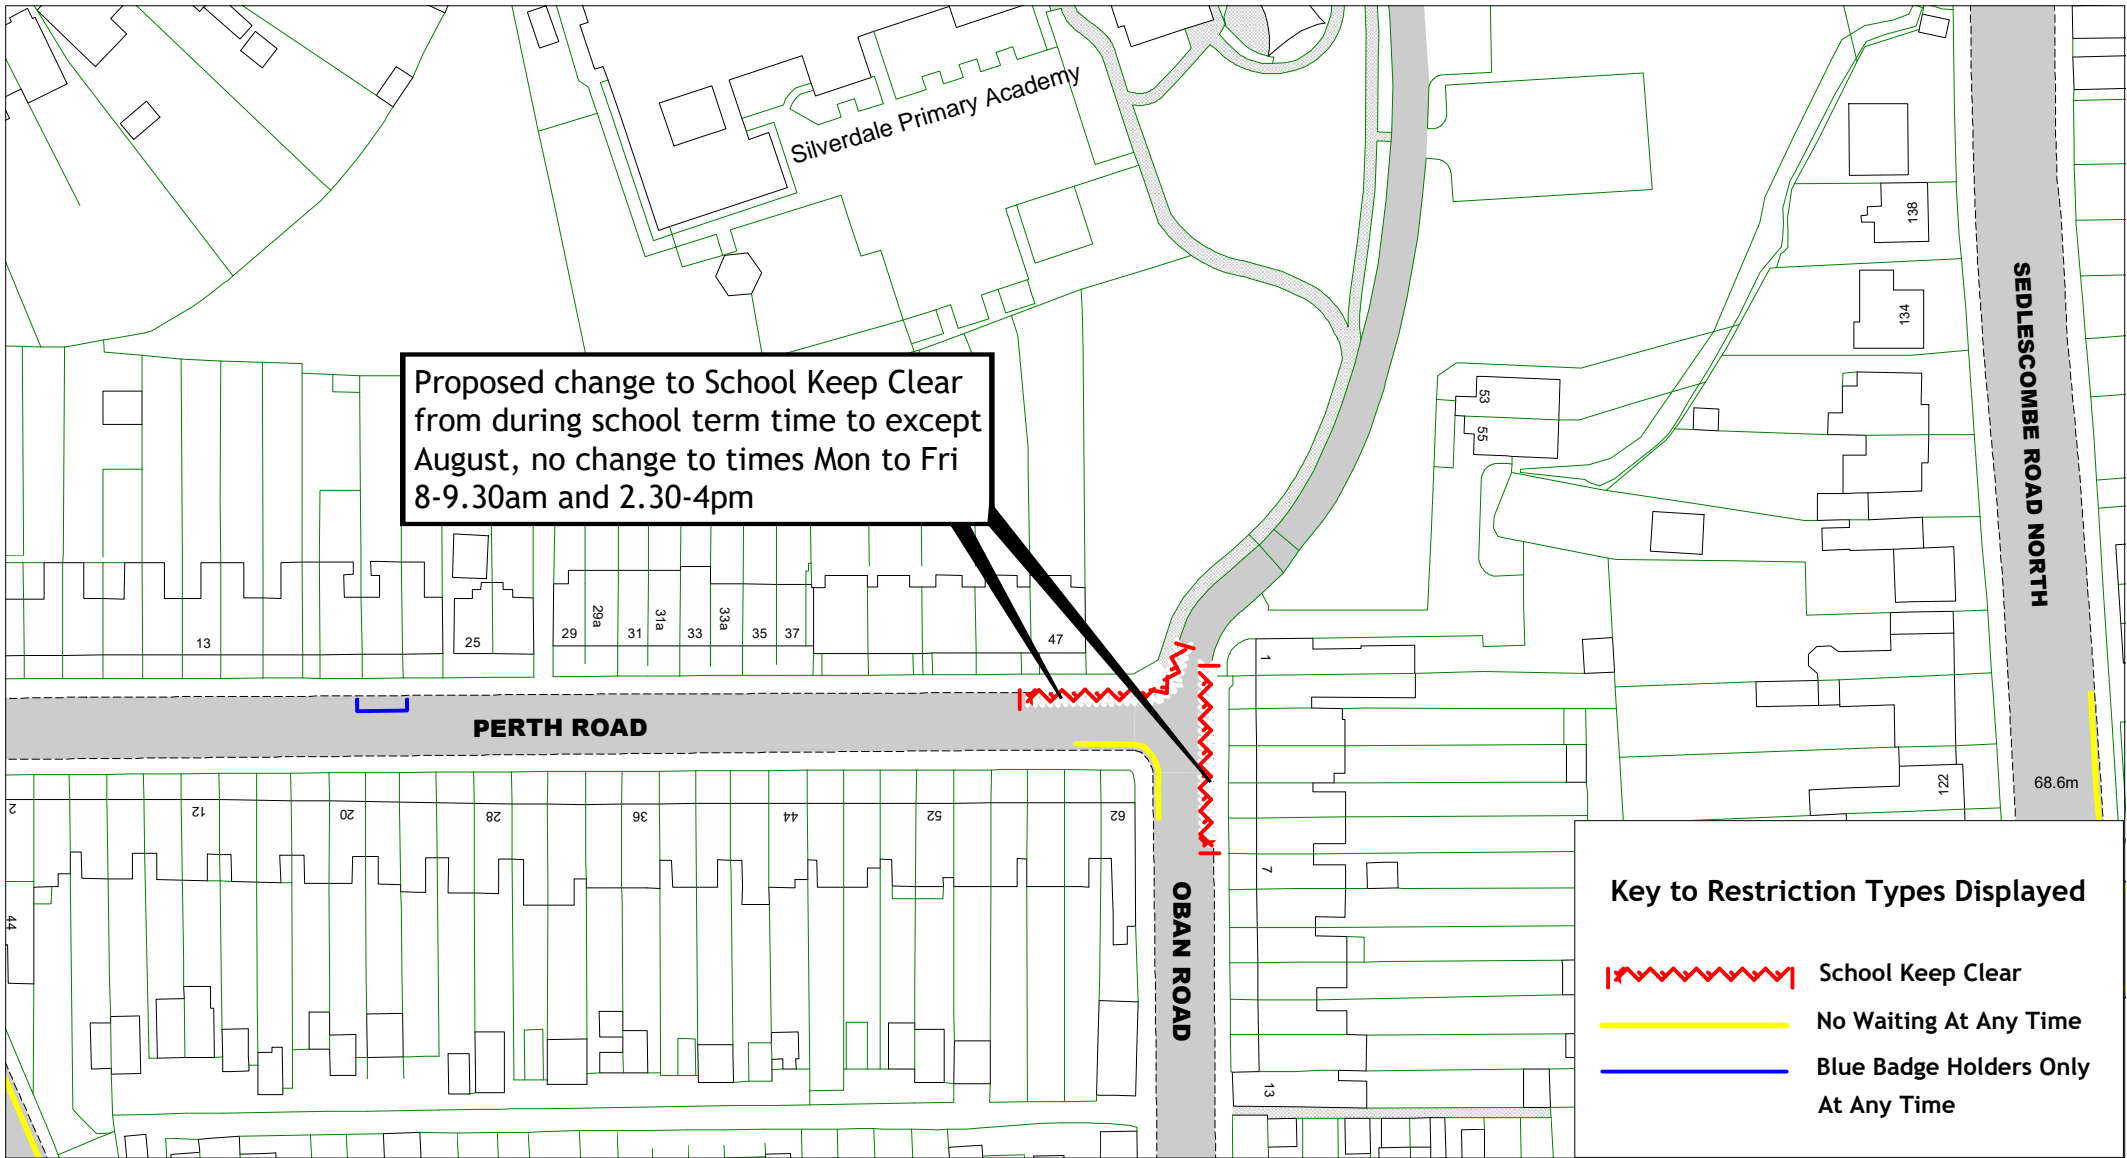 Silverdale Primary Academy
138
134
SEDLESCOMBE ROAD NORTH
Proposed change to School Keep Clear
from during school term time to except
August, no change to times Mon to Fri
8-9.30am and 2.30-4pm
53
55
13
25
29
29a
31
31a
33
33a
35
37
47
1
PERTH ROAD
2
12
20
28
36
44
52
62
122
68.6m
7
44
OBAN ROAD
13
Key to Restriction Types Displayed
School Keep Clear
No Waiting At Any Time
Blue Badge Holders Only
At Any Time